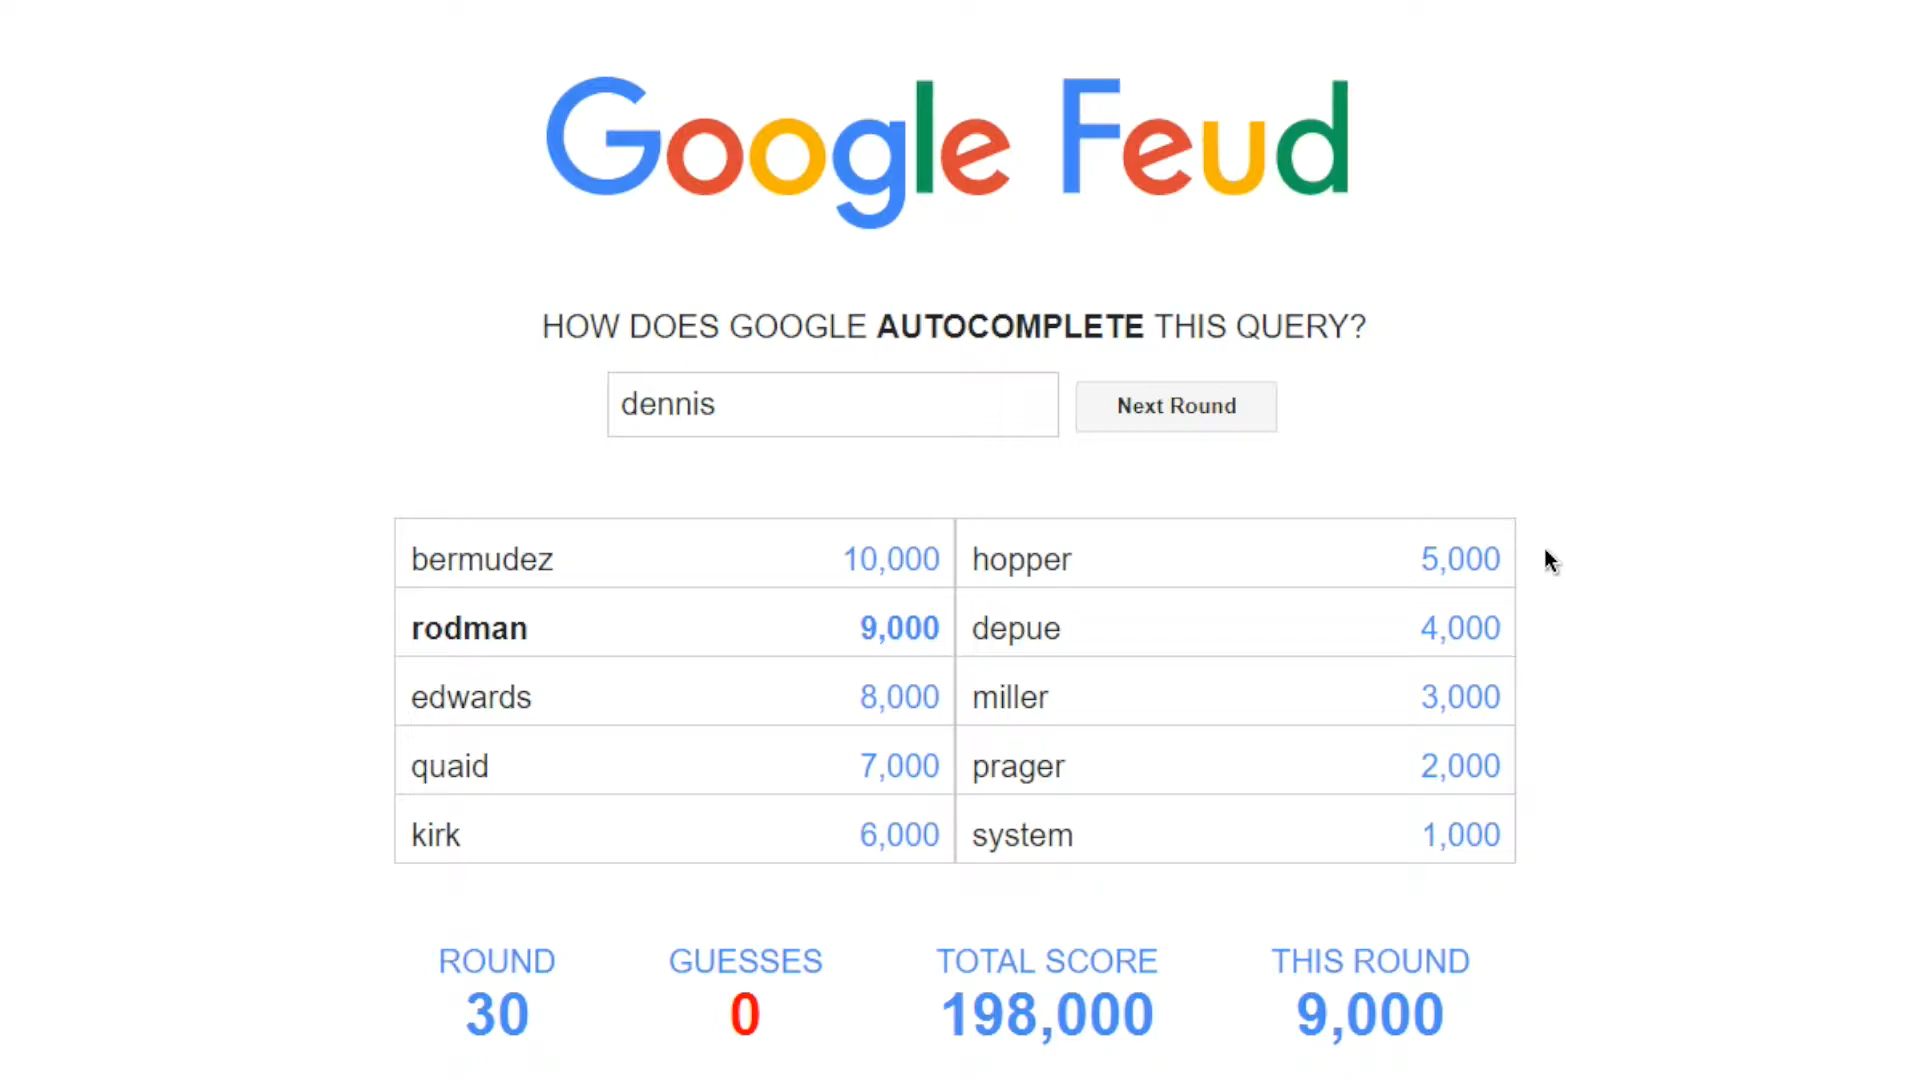 Google Feud
HOW DOES GOOGLE AUTOCOMPLETE THIS QUERY?
dennis
Next Round
bermudez 10,000 hopper 5,000
rodman 9,000 depue 4,000
edwards 8,000 miller 3,000
quaid 7,000 prager 2,000
kirk 6,000 system 1,000
ROUND GUESSES TOTAL SCORE THIS ROUND
30 0 198,000 9,000